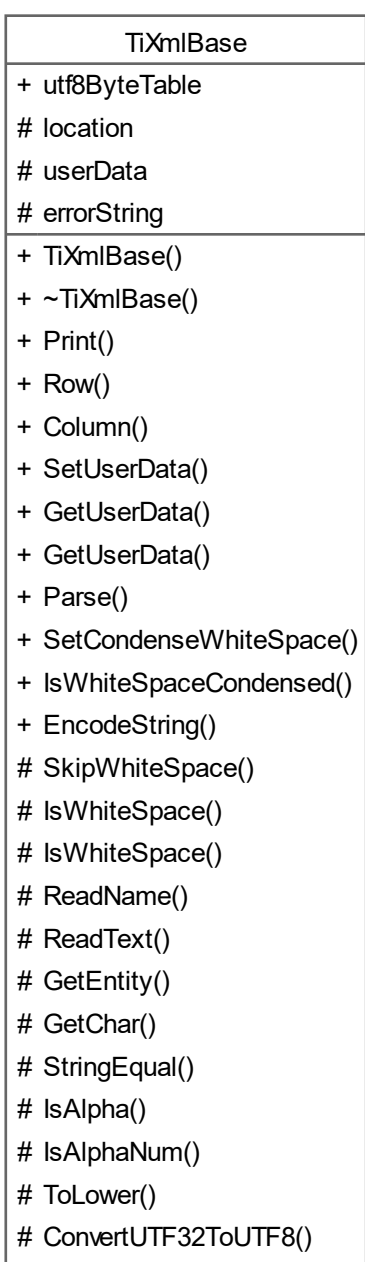 TiXmlBase
+ utf8ByteTable
# location
# userData
# errorString
+ TiXmlBase()
+ ~TiXmlBase()
+ Print()
+ Row()
+ Column()
+ SetUserData()
+ GetUserData()
+ GetUserData()
+ Parse()
+ SetCondenseWhiteSpace()
+ IsWhiteSpaceCondensed()
+ EncodeString()
# SkipWhiteSpace()
# IsWhiteSpace()
# IsWhiteSpace()
# ReadName()
# ReadText()
# GetEntity()
# GetChar()
# StringEqual()
# IsAlpha()
# IsAlphaNum()
# ToLower()
# ConvertUTF32ToUTF8()